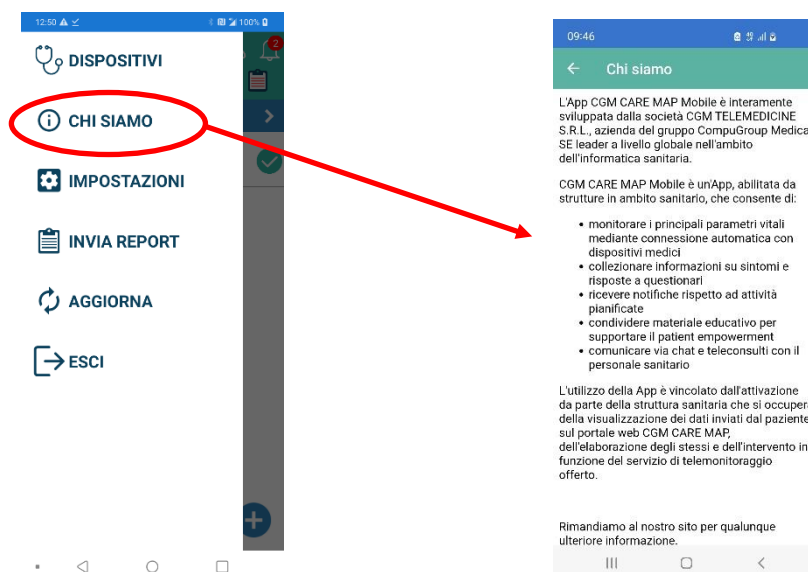 12:50
100%
2
DISPOSITIVI
CHI SIAMO
IMPOSTAZIONI
INVIA REPORT
AGGIORNA
ESCI
09:46
Chi siamo
L'App CGM CARE MAP Mobile è interamente
sviluppata dalla società CGM TELEMEDICINE
S.R.L., azienda del gruppo CompuGroup Medica
SE leader a livello globale nell'ambito
dell'informatica sanitaria.
CGM CARE MAP Mobile è un'App, abilitata da
strutture in ambito sanitario, che consente di:
• monitorare i principali parametri vitali
mediante connessione automatica con
dispositivi medici
• collezionare informazioni su sintomi e
risposte a questionari
• ricevere notifiche rispetto ad attività
pianificate
• condividere materiale educativo per
supportare il patient empowerment
• comunicare via chat e teleconsulti con il
personale sanitario
L'utilizzo della App è vincolato dall'attivazione
da parte della struttura sanitaria che si occuper
della visualizzazione dei dati inviati dal paziente
sul portale web CGM CARE MAP,
dell'elaborazione degli stessi e dell'intervento in
funzione del servizio di telemonitoraggio
offerto.
Rimandiamo al nostro sito per qualunque
ulteriore informazione.